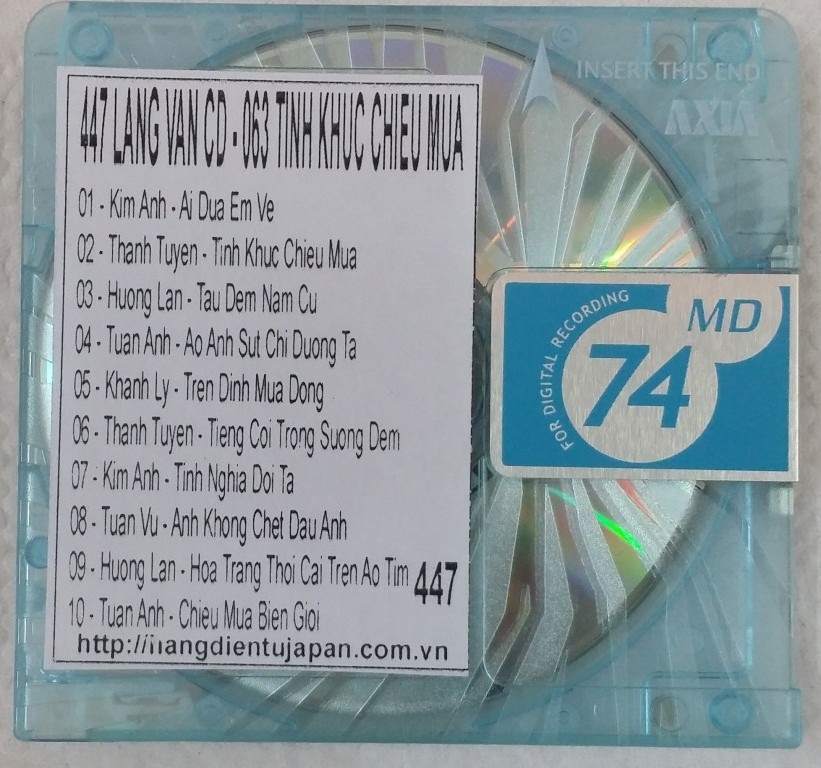 447 LANG VAN CD - 063 TINH KHUC CHIEU MUA
01 - Kim Anh - Ai Dua Em Ve
02 - Thanh Tuyen - Tinh Khuc Chieu Mua
03 - Huong Lan - Tau Dem Nam Cu
04 - Tuan Anh - Ao Anh Sut Chi Duong Ta
05 - Khanh Ly - Tren Dinh Mua Dong
06 - Thanh Tuyen - Tieng Coi Trong Suong Dem
07 - Kim Anh - Tinh Nghia Doi Ta
08 - Tuan Vu - Anh Khong Chet Dau Anh
09 - Huong Lan - Hoa Trang Thoi Cai Tren Ao Tim
447
10 - Tuan Anh - Chieu Mua Bien Gioi
http://hangdientujapan.com.vn
INSERT THIS END
AXIA
FOR DIGITAL RECORDING
MD
74